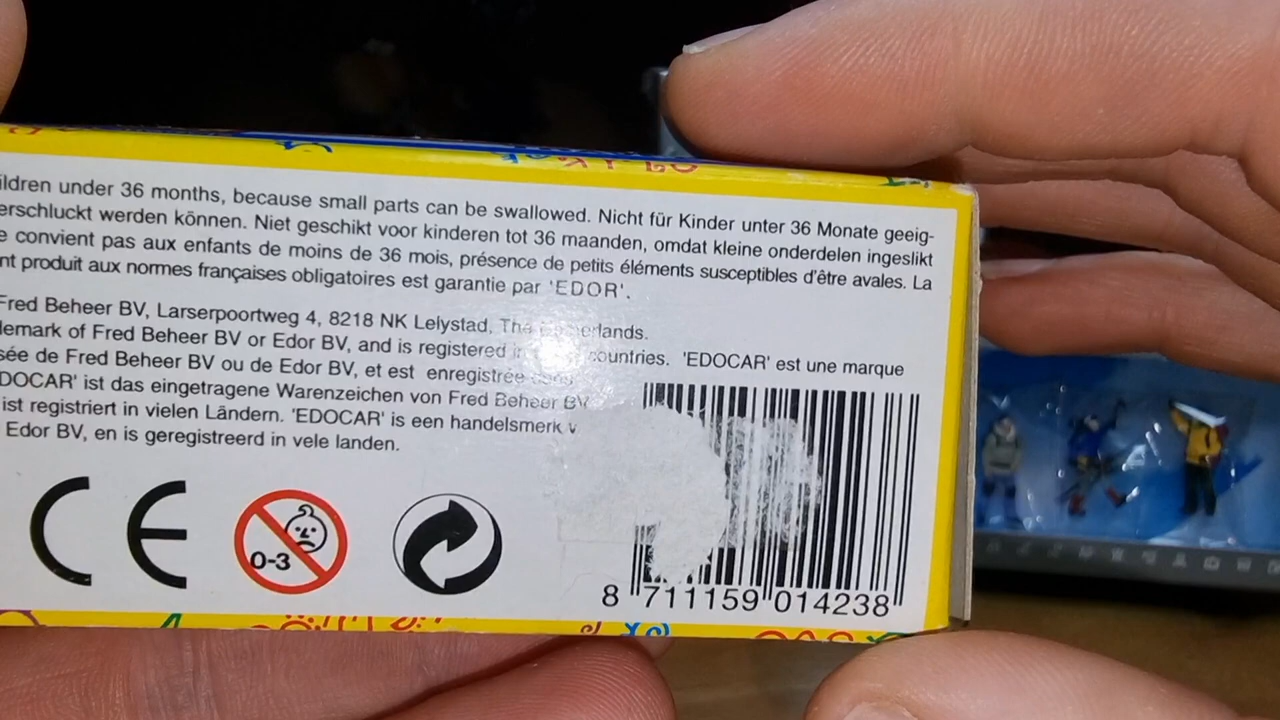 ildren under 36 months, because small parts can be swallowed. Nicht für Kinder unter 36 Monate geeig-
erschluckt werden können. Niet geschikt voor kinderen tot 36 maanden, omdat kleine onderdelen ingeslikt
e convient pas aux enfants de moins de 36 mois, présence de petits éléments susceptibles d'être avales. La
nt produit aux normes françaises obligatoires est garantie par 'EDOR'.
Fred Beheer BV, Larserpoortweg 4, 8218 NK Lelystad, The Netherlands.
demark of Fred Beheer BV or Edor BV, and is registered in countries. 'EDOCAR' est une marque
sée de Fred Beheer BV ou de Edor BV, et est enregistrée dans
DOCAR' ist das eingetragene Warenzeichen von Fred Beheer BV
ist registriert in vielen Ländern. 'EDOCAR' is een handelsmerk v
Edor BV, en is geregistreerd in vele landen.
CE
0-3
8 711159 014238